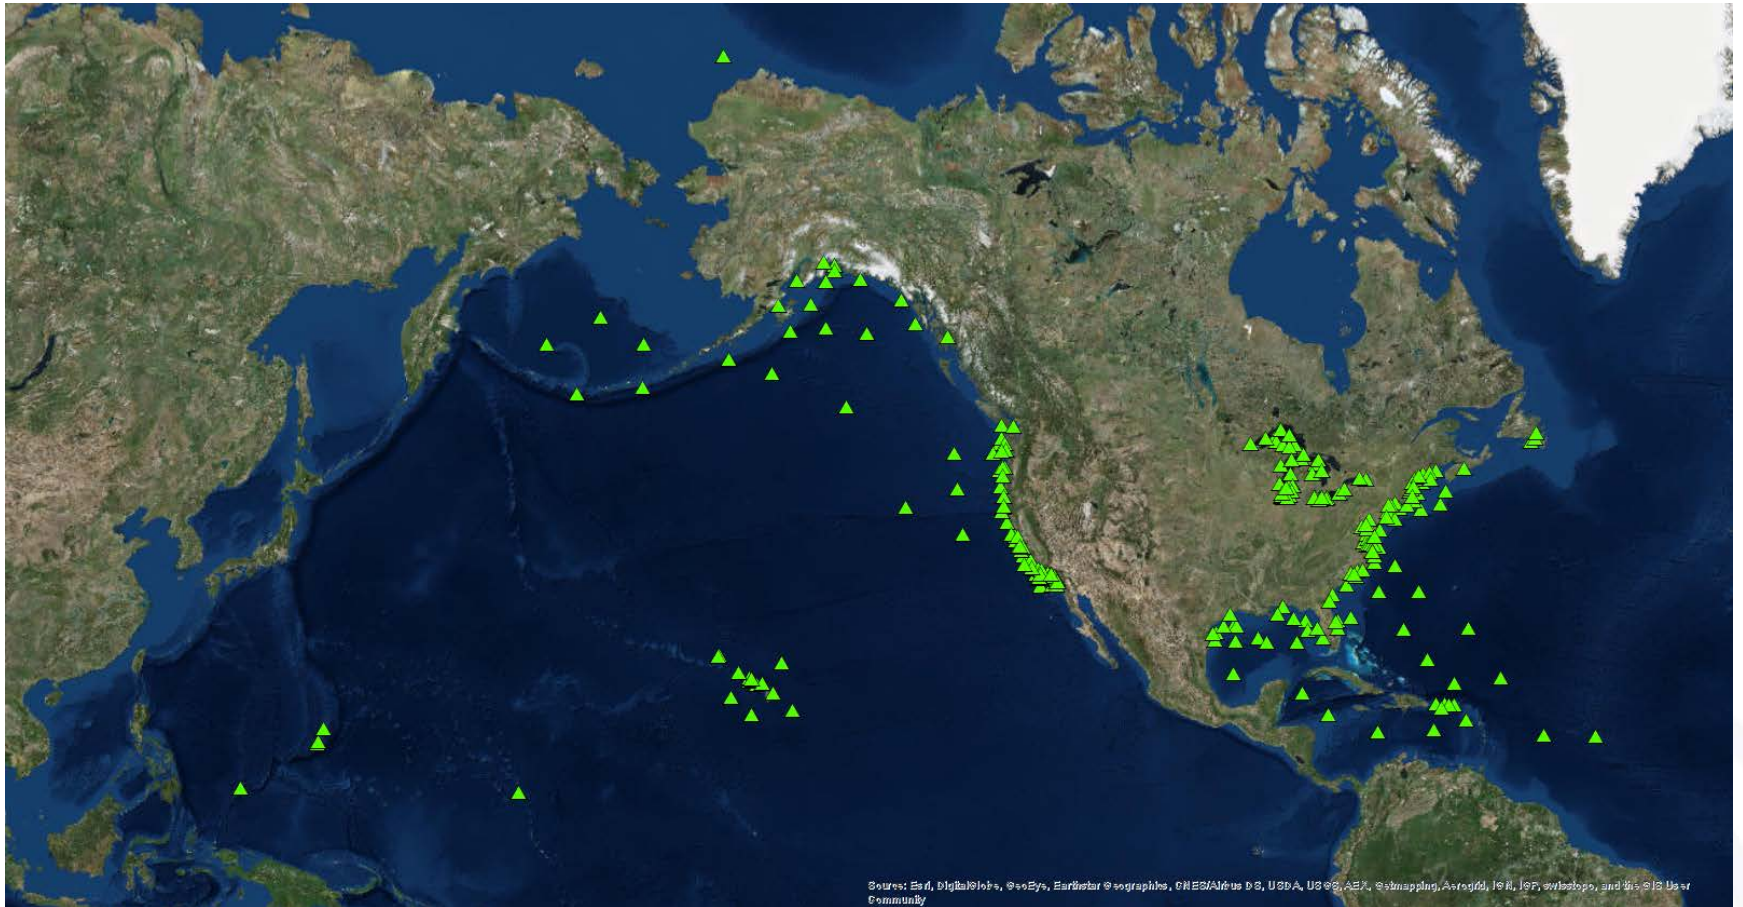 Source: Esri, DigitalGlobe, GeoEye, Earthstar Geographics, CNES/Airbus DS, USDA, USGS, AEX, Getmapping, Aerogrid, IGN, IGP, swisstopo, and the GIS User
Community